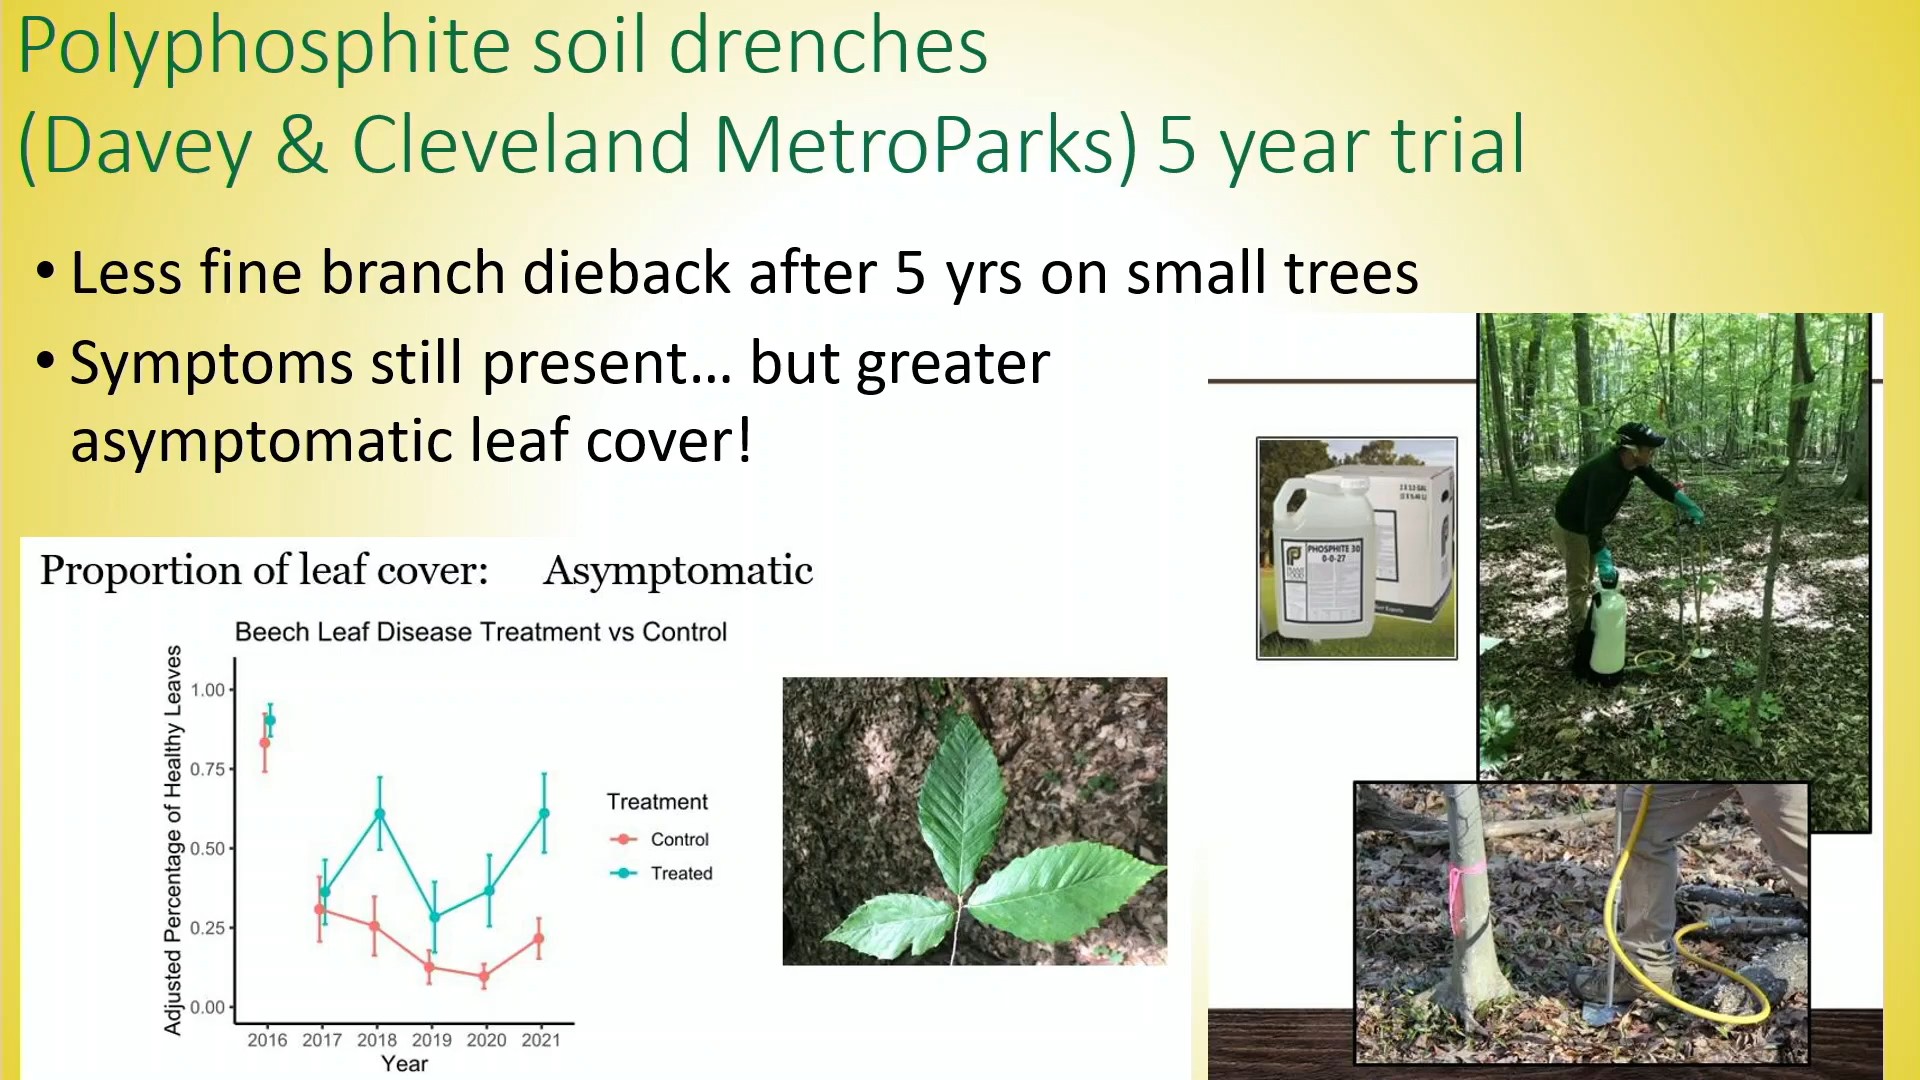 Polyphosphite soil drenches
(Davey & Cleveland MetroParks) 5 year trial
• Less fine branch dieback after 5 yrs on small trees
• Symptoms still present... but greater
asymptomatic leaf cover!
Proportion of leaf cover: Asymptomatic
Beech Leaf Disease Treatment vs Control
Adjusted Percentage of Healthy Leaves
1.00
0.75
0.50
0.25
0.00
2016 2017 2018 2019 2020 2021
Year
Treatment
Control
Treated
PHOSPHITE 30
0-0-27
PLANT
FOOD